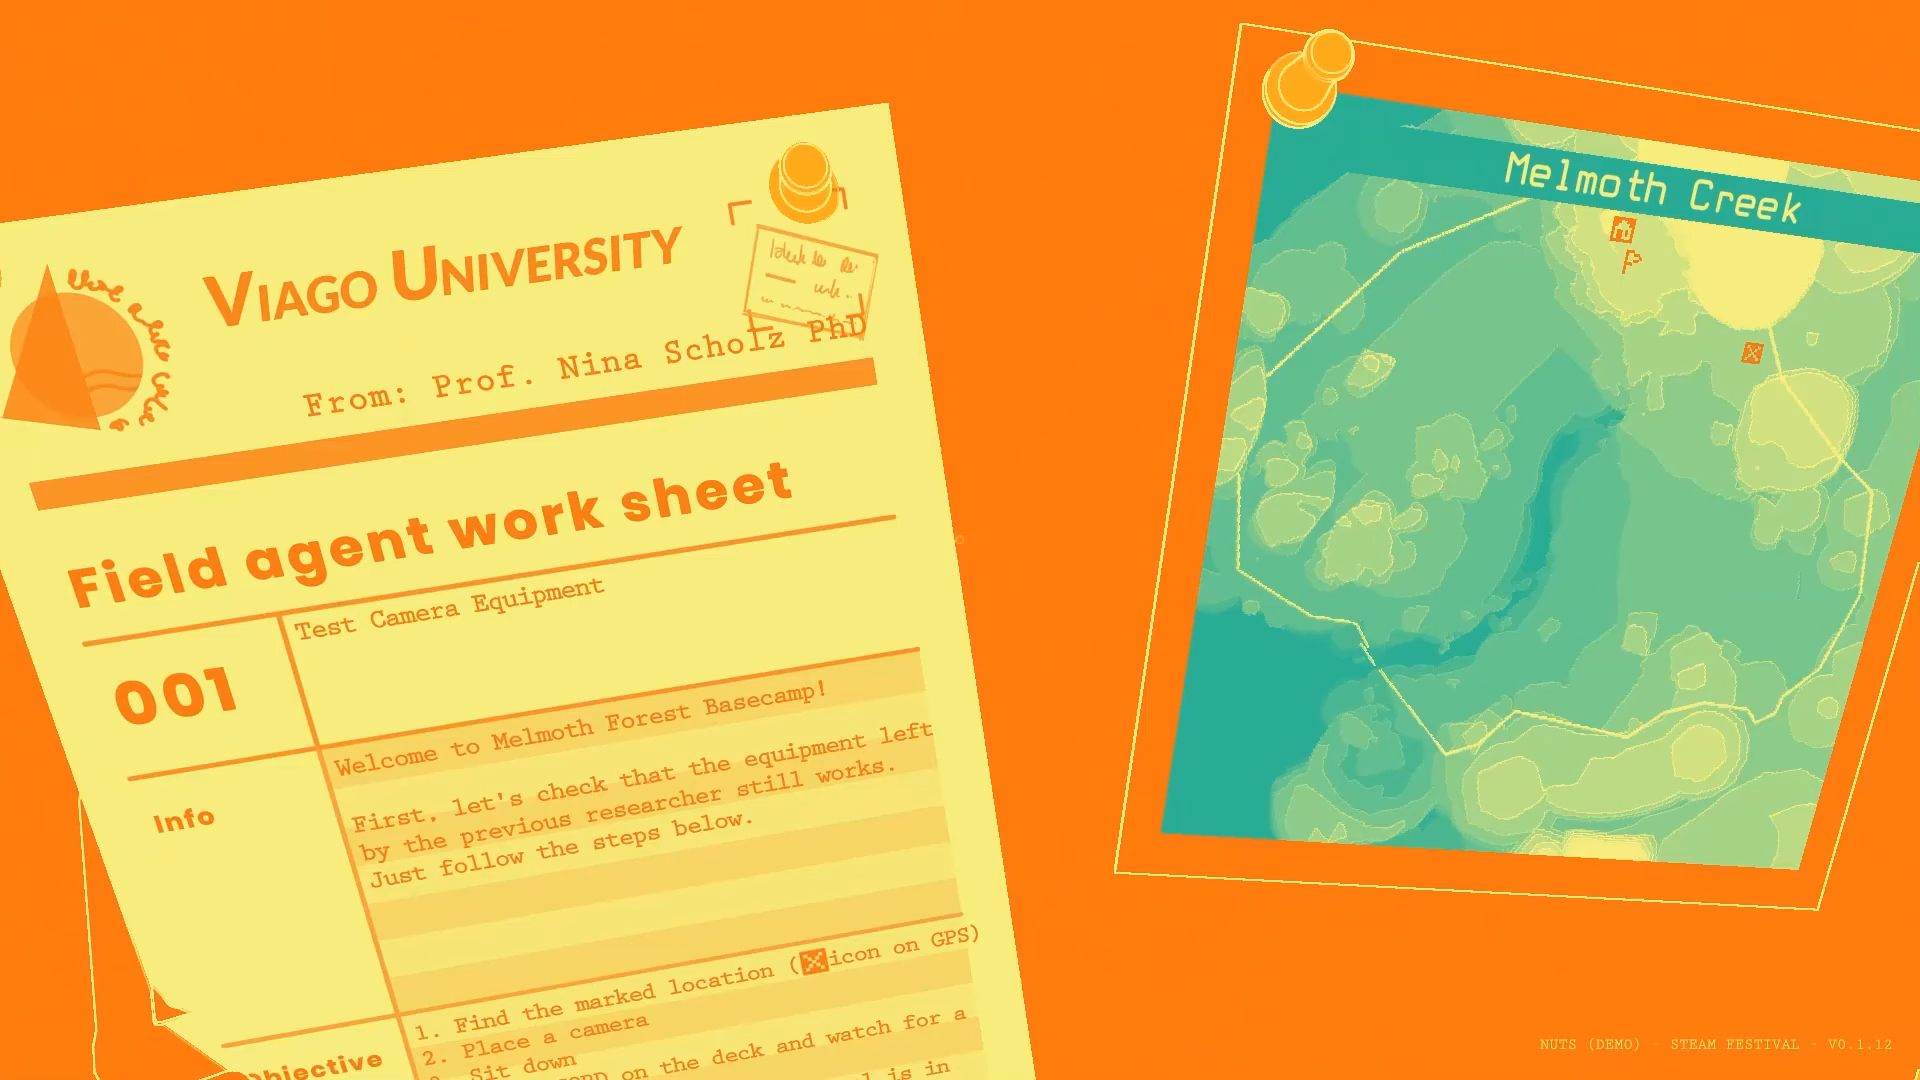 Viago University
From: Prof. Nina Scholz PhD
Field agent work sheet
001
Test Camera Equipment
Info
Welcome to Melmoth Forest Basecamp!
First, let's check that the equipment left
by the previous researcher still works.
Just follow the steps below.
Objective
1. Find the marked location (icon on GPS)
2. Place a camera
Sit down
on the deck and watch for a
is in
Melmoth Creek
NUTS (DEMO) - STEAM FESTIVAL - V0.1.12